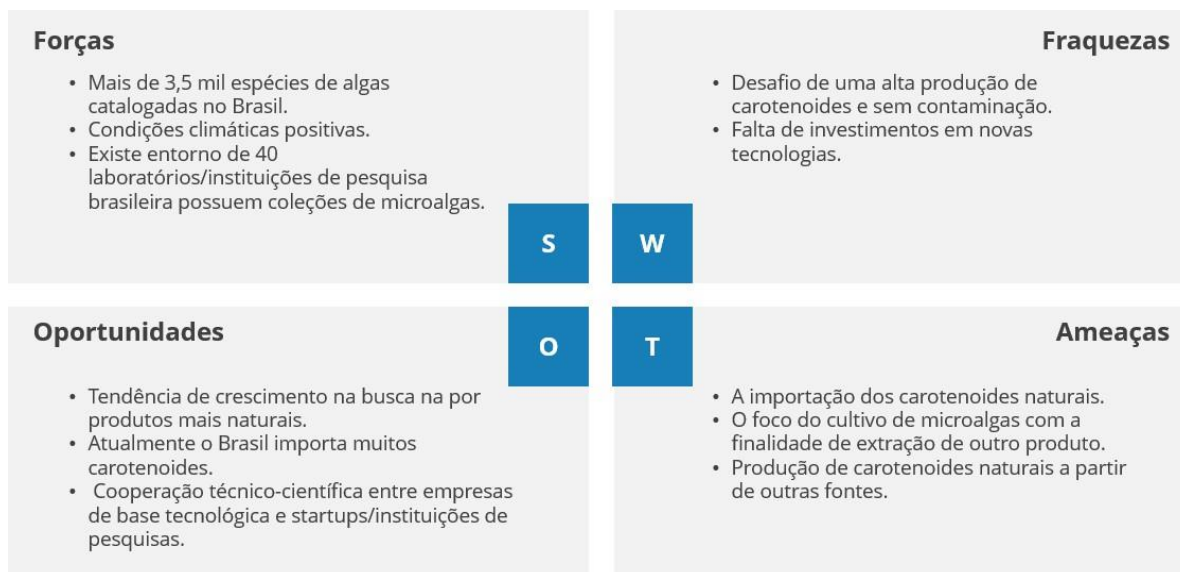 Forças
• Mais de 3,5 mil espécies de algas
catalogadas no Brasil.
• Condições climáticas positivas.
• Existe entorno de 40
laboratórios/instituições de pesquisa
brasileira possuem coleções de microalgas.
S
Fraquezas
• Desafio de uma alta produção de
carotenoides e sem contaminação.
• Falta de investimentos em novas
tecnologias.
W
Oportunidades
O
• Tendência de crescimento na busca na por
produtos mais naturais.
• Atualmente o Brasil importa muitos
carotenoides.
• Cooperação técnico-científica entre empresas
de base tecnológica e startups/instituições de
pesquisas.
T
Ameaças
• A importação dos carotenoides naturais.
• O foco do cultivo de microalgas com a
finalidade de extração de outro produto.
• Produção de carotenoides naturais a partir
de outras fontes.